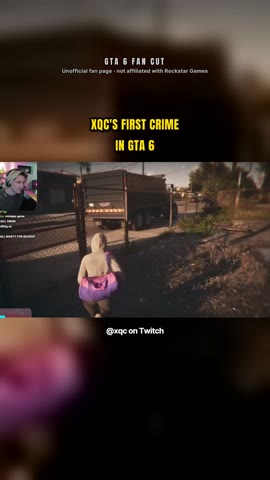 GTA 6 FAN CUT
Unofficial fan page · not affiliated with Rockstar Games
XQC'S FIRST CRIME
IN GTA 6
@xqc on Twitch